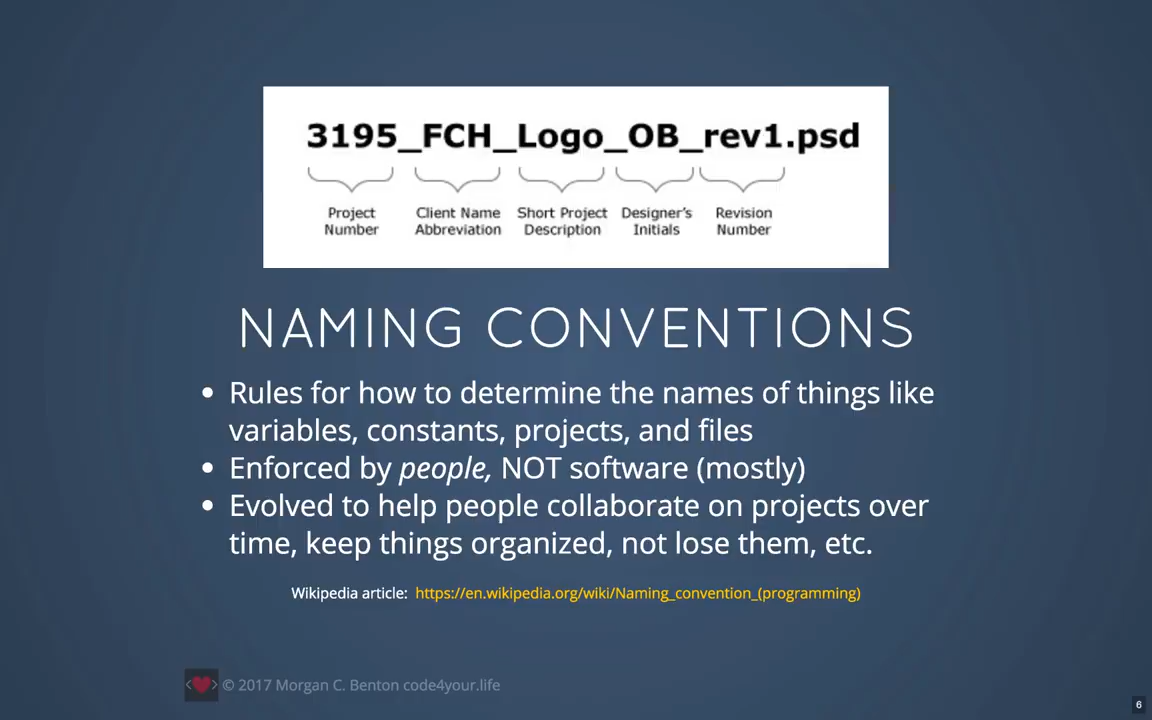 3195_FCH_Logo_OB_rev1.psd
Project Client Name Short Project Designer's Revision
Number Abbreviation Description Initials Number
NAMING CONVENTIONS
• Rules for how to determine the names of things like
variables, constants, projects, and files
• Enforced by people, NOT software (mostly)
• Evolved to help people collaborate on projects over
time, keep things organized, not lose them, etc.
Wikipedia article: https://en.wikipedia.org/wiki/Naming_convention_(programming)
<> © 2017 Morgan C. Benton code4your.life
6